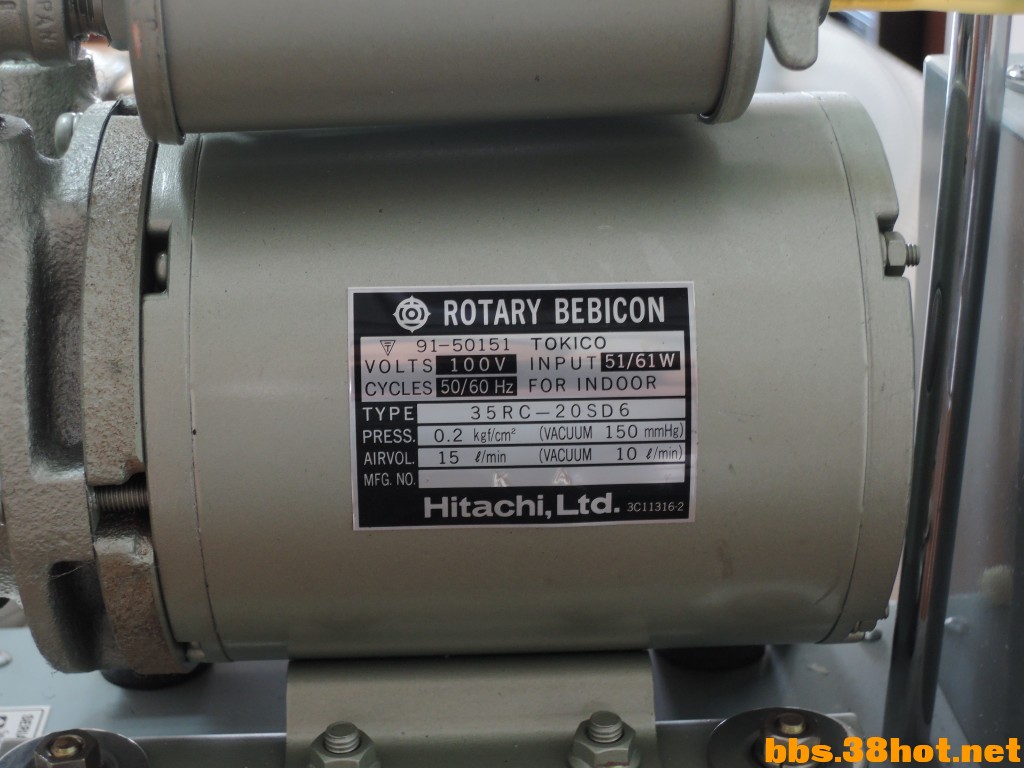 PAN
ROTARY BEBICON
91-50151 TOKICO
VOLTS 100V INPUT 51/61W
CYCLES 50/60 Hz FOR INDOOR
TYPE 35RC-20SD6
PRESS. 0.2 kgf/cm² (VACUUM 150 mmHg)
AIRVOL. 15 ℓ/min (VACUUM 10 ℓ/min)
MFG. NO. K A
Hitachi, Ltd. 3C11316-2
SERI
bbs.38hot.net